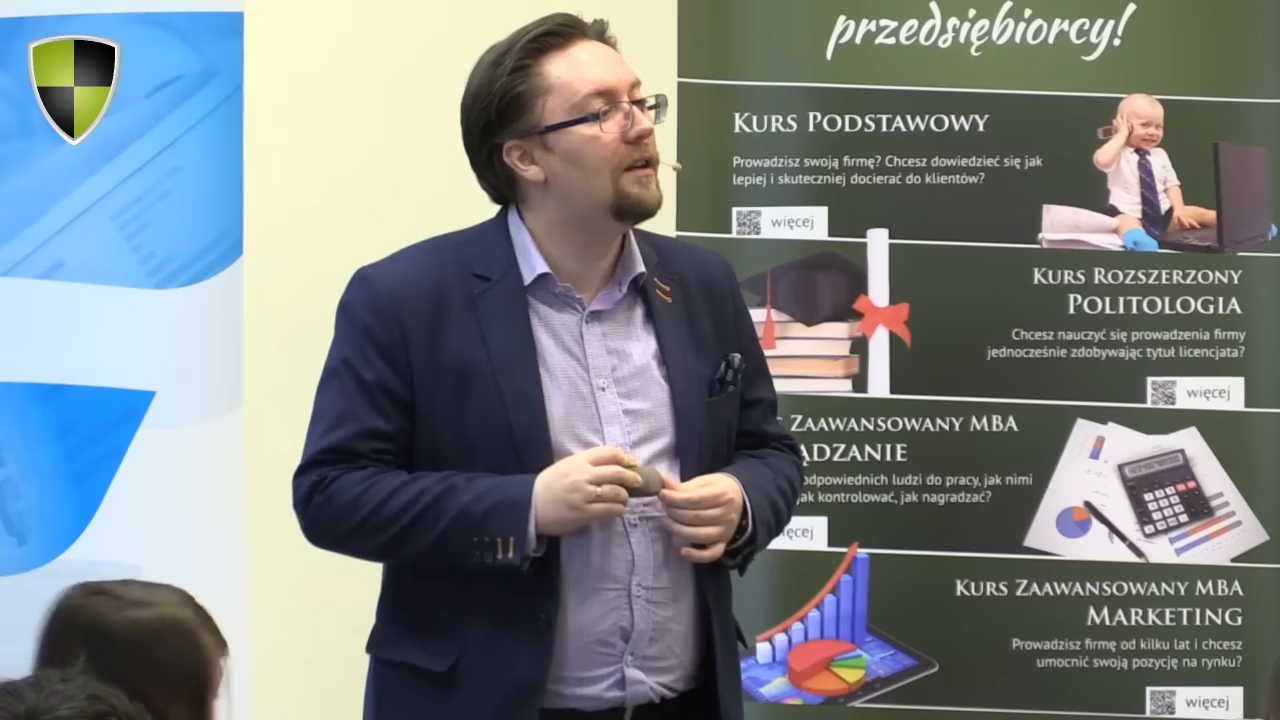 przedsiębiorcy!
Kurs Podstawowy
Prowadzisz swoją firmę? Chcesz dowiedzieć się jak
lepiej i skuteczniej docierać do klientów?
więcej
Kurs Rozszerzony
Politologia
Chcesz nauczyć się prowadzenia firmy
jednocześnie zdobywając tytuł licencjata?
więcej
Zaawansowany MBA
ądzanie
odpowiednich ludzi do pracy, jak nimi
jak kontrolować, jak nagradzać?
ięcej
Kurs Zaawansowany MBA
Marketing
Prowadzisz firmę od kilku lat i chcesz
umocnić swoją pozycję na rynku?
więcej